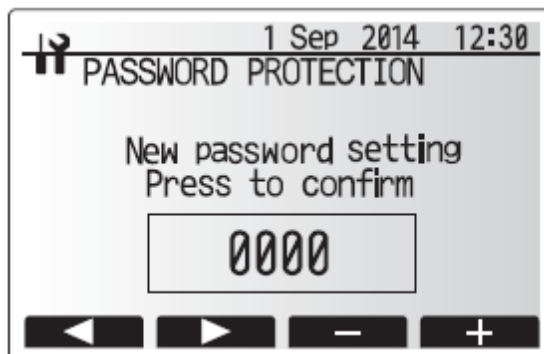 1 Sep 2014 12:30
PASSWORD PROTECTION
New password setting
Press to confirm
0000
− +